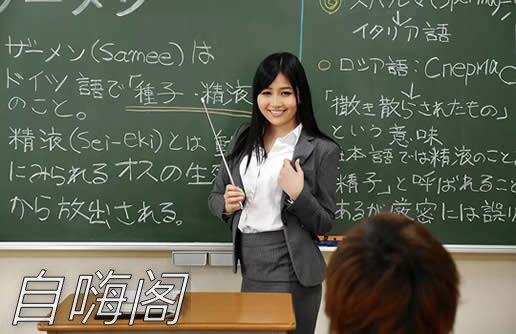 ザーメン(Samee)は
ドイツ語で「種子・精液
のこと。
精液(Sei-eki)とは
にみられるオスの生
から放出される。
イタリア語
○ロシア語:Сперма
「撒き散らされたもの」
という意味
本語では精液のこと
精子」と呼ばれること
あるが厳密には誤
自嗨阁